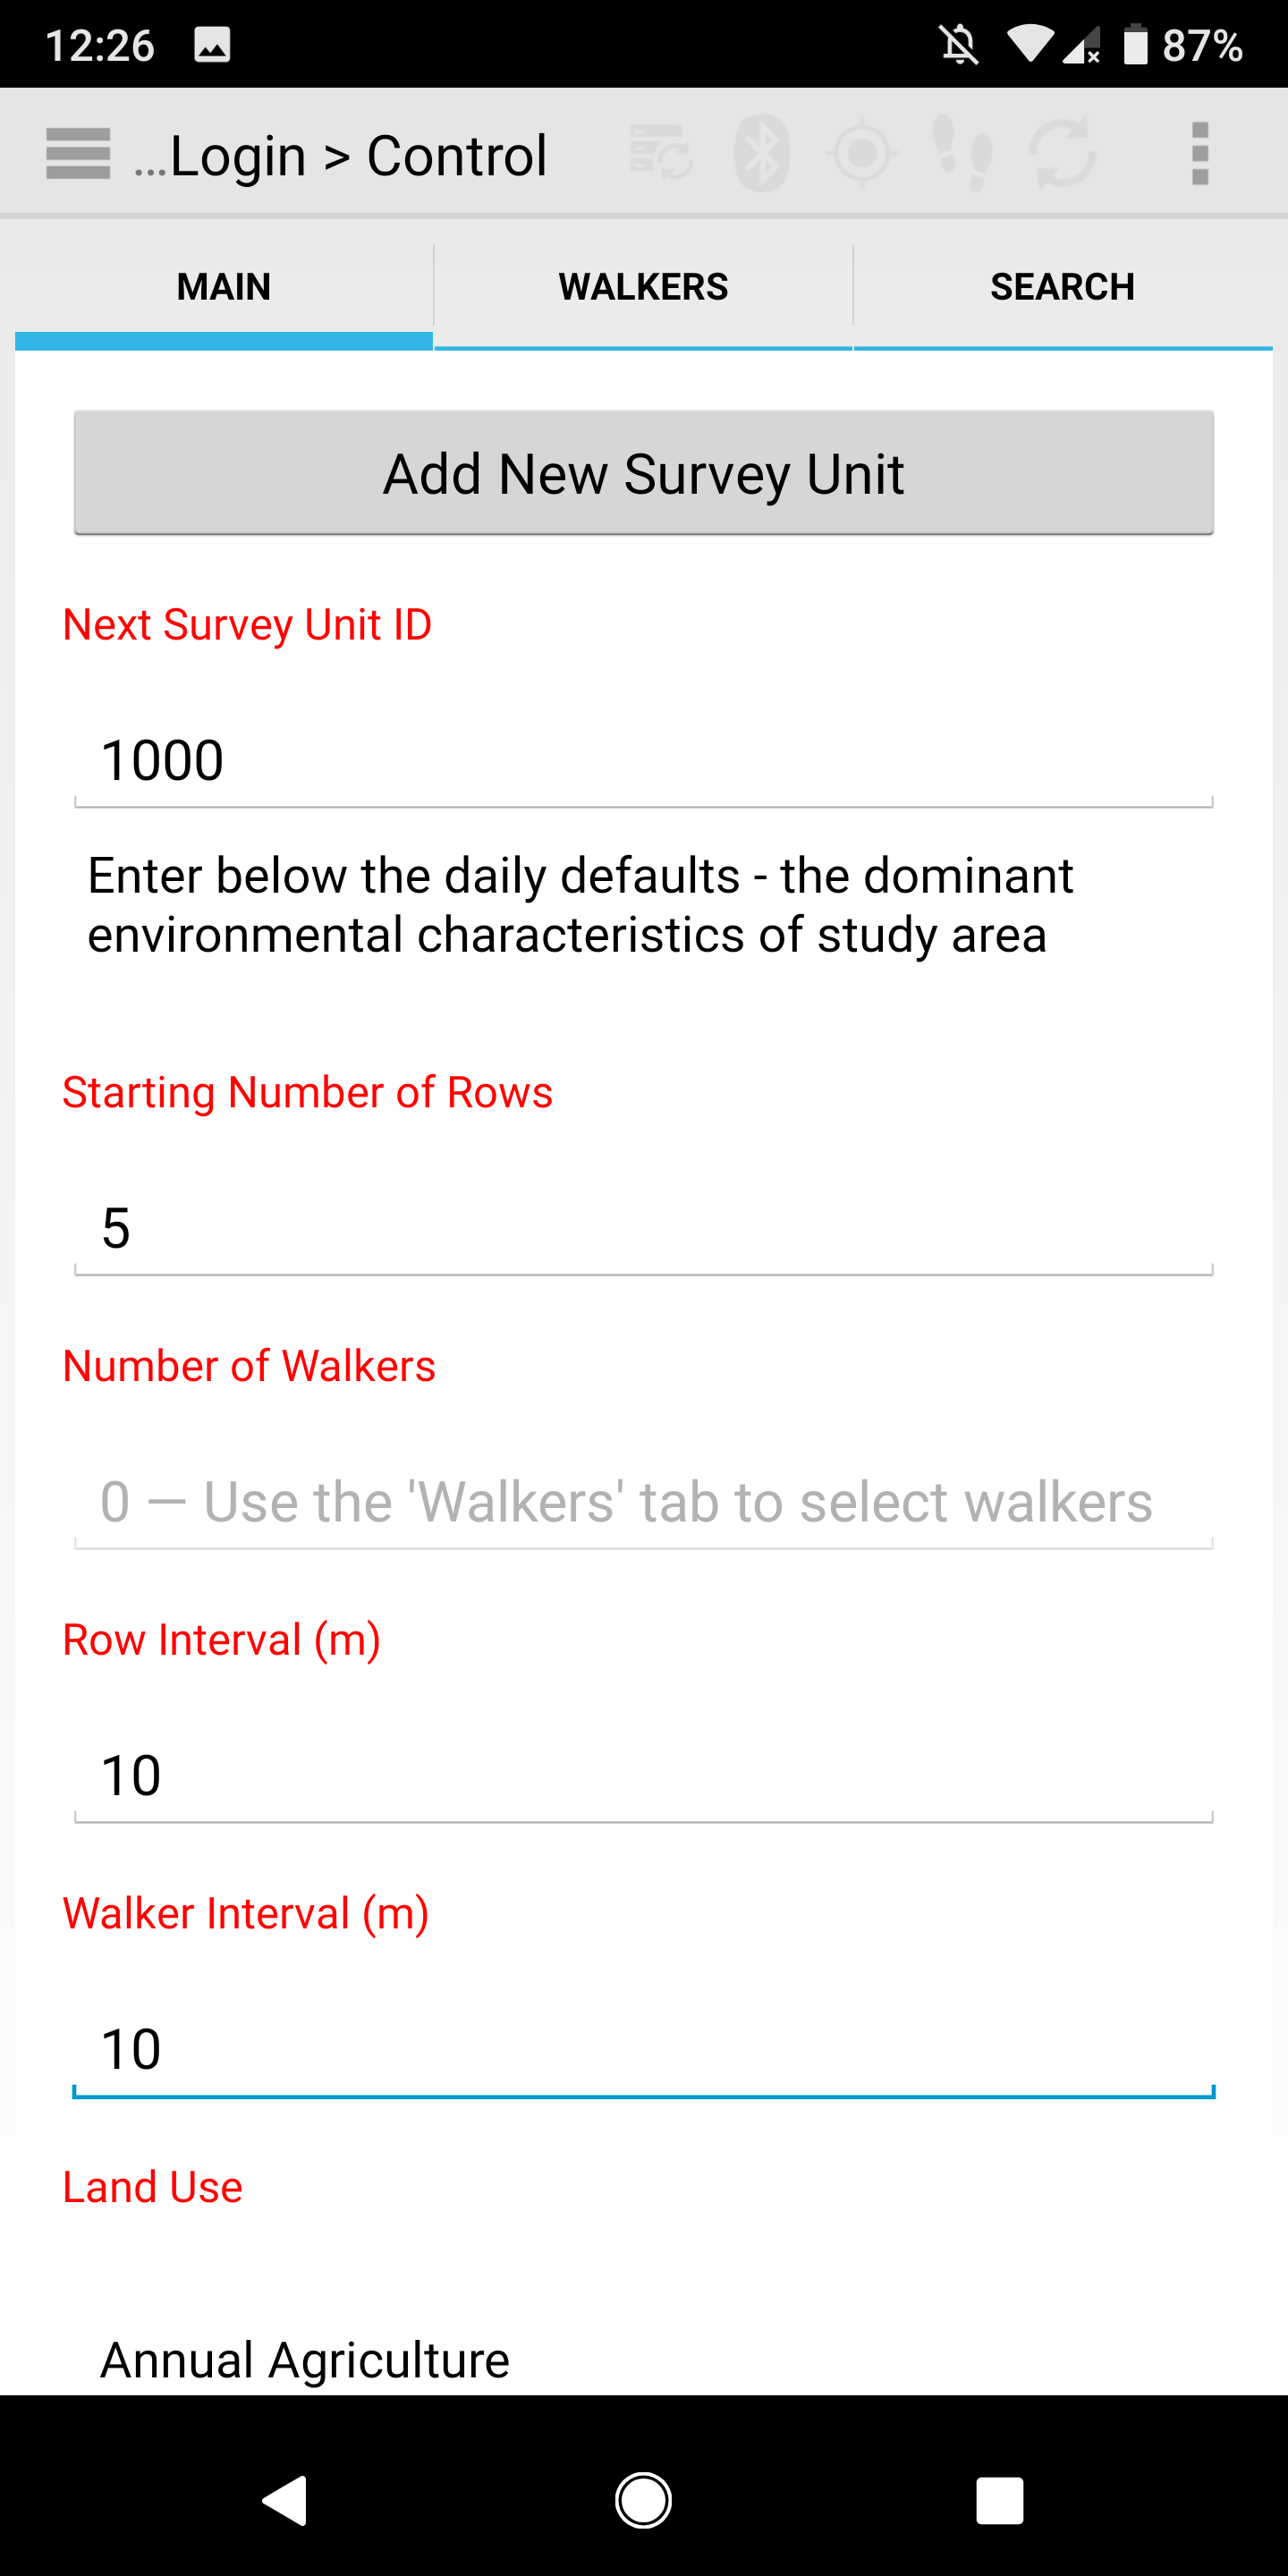 12:26
87%
...Login > Control
MAIN
WALKERS
SEARCH
Add New Survey Unit
Next Survey Unit ID
1000
Enter below the daily defaults - the dominant
environmental characteristics of study area
Starting Number of Rows
5
Number of Walkers
0 — Use the 'Walkers' tab to select walkers
Row Interval (m)
10
Walker Interval (m)
10
Land Use
Annual Agriculture